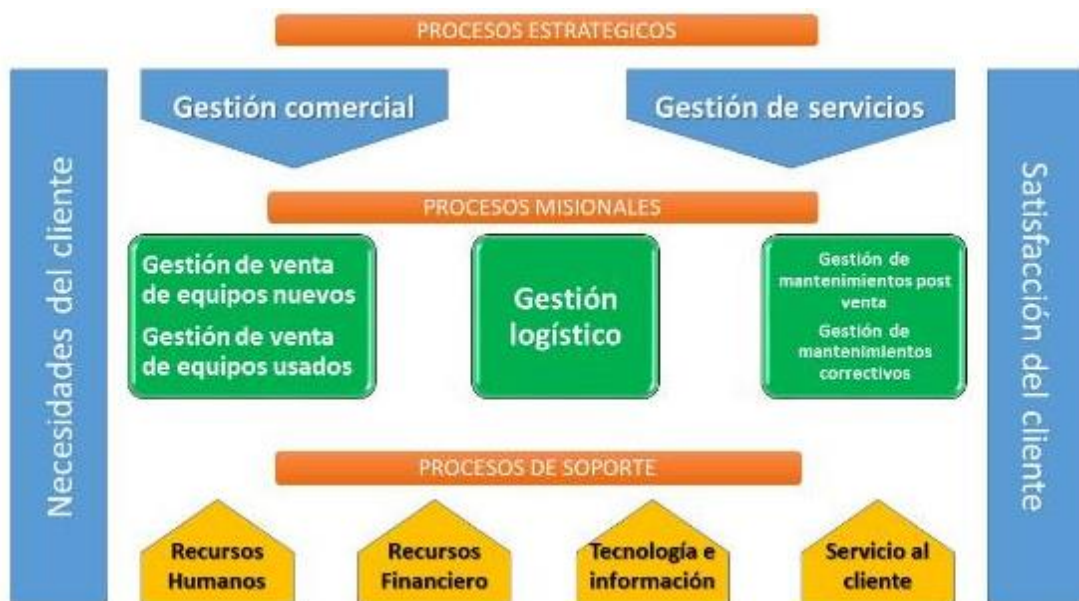 PROCESOS ESTRATEGICOS
Necesidades del cliente
Gestión comercial
Gestión de servicios
Satisfacción del cliente
PROCESOS MISIONALES
Gestión de venta
de equipos nuevos
Gestión de venta
de equipos usados
Gestión
logístico
Gestión de
mantenimientos post
venta
Gestión de
mantenimientos
correctivos
PROCESOS DE SOPORTE
Recursos
Humanos
Recursos
Financiero
Tecnología e
información
Servicio al
cliente